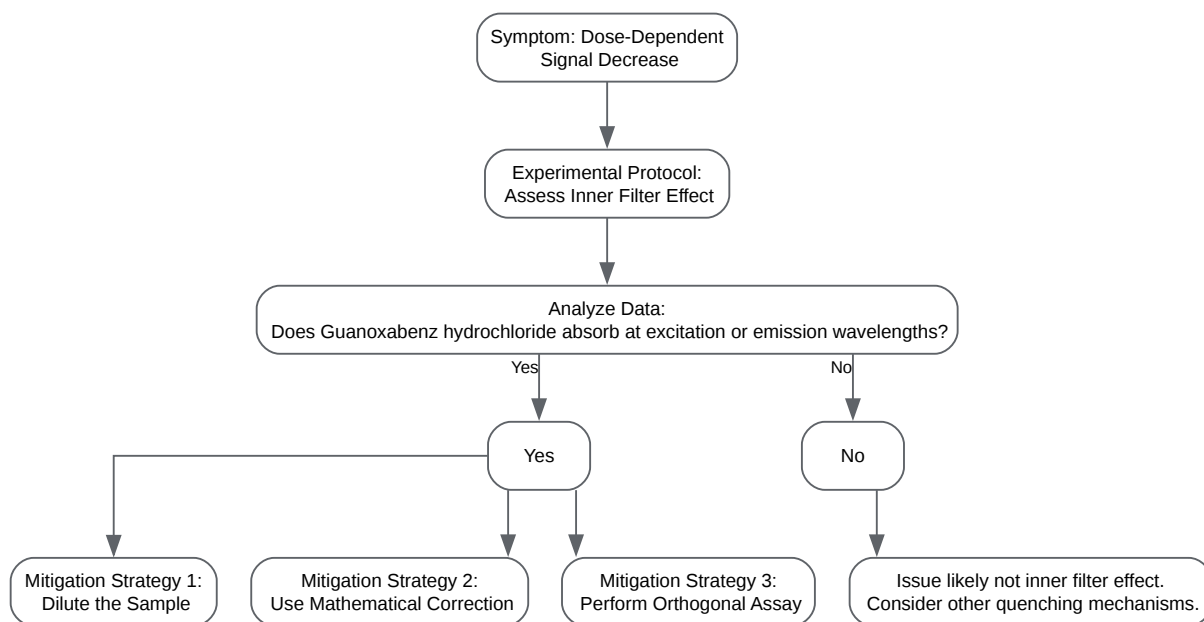 Symptom: Dose-Dependent
Signal Decrease
Experimental Protocol:
Assess Inner Filter Effect
Analyze Data:
Does Guanoxabenz hydrochloride absorb at excitation or emission wavelengths?
Yes
No
Yes
No
Mitigation Strategy 1:
Dilute the Sample
Mitigation Strategy 2:
Use Mathematical Correction
Mitigation Strategy 3:
Perform Orthogonal Assay
Issue likely not inner filter effect.
Consider other quenching mechanisms.